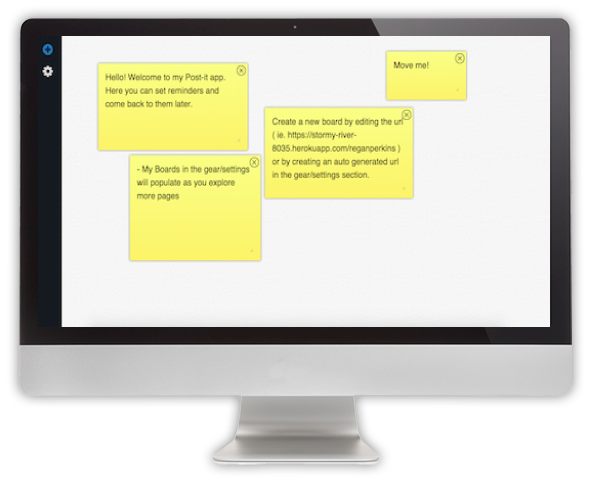 Hello! Welcome to my Post-it app.
Here you can set reminders and
come back to them later.
Move me!
Create a new board by editing the url
( ie. https://stormy-river-
8035.herokuapp.com/reganperkins )
or by creating an auto generated url
in the gear/settings section.
- My Boards in the gear/settings
will populate as you explore
more pages